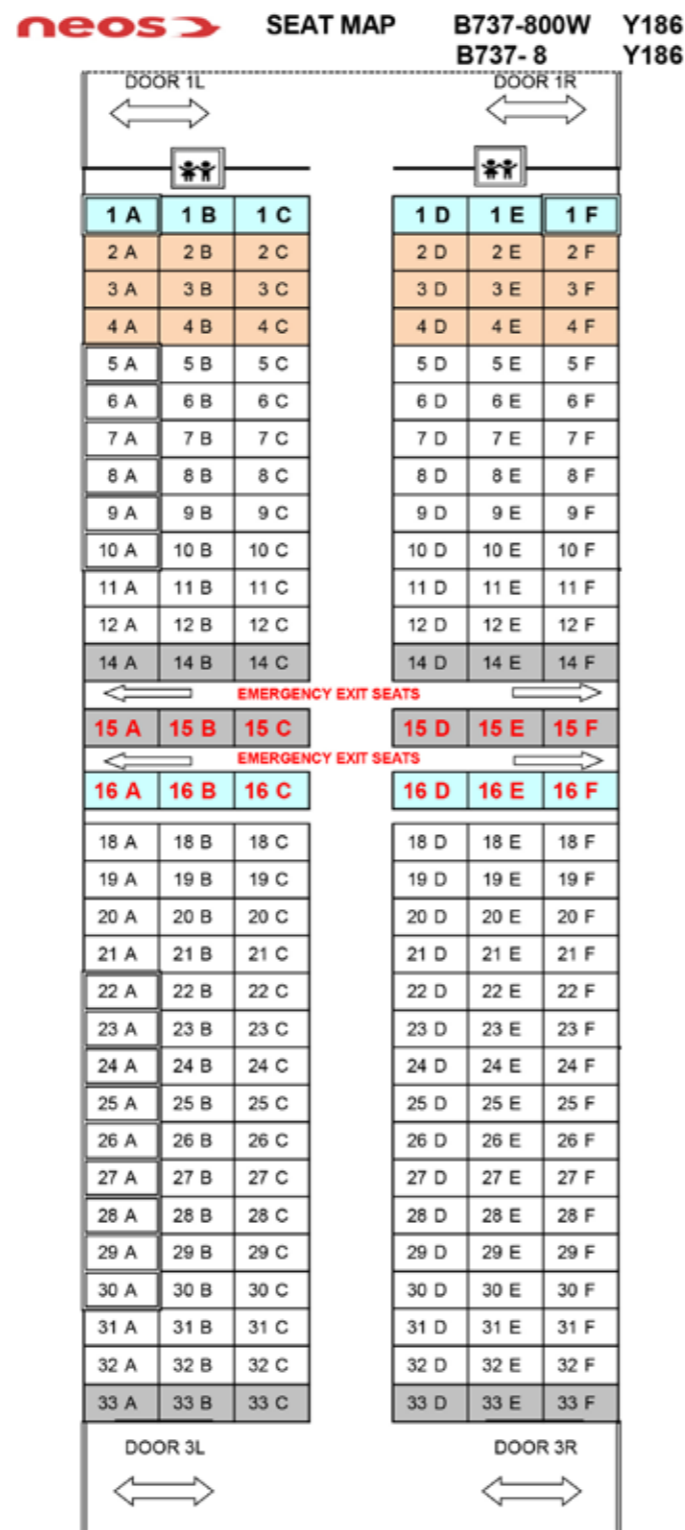 neos SEAT MAP B737-800W Y186
B737- 8 Y186
DOOR 1L DOOR 1R
1 A 1 B 1 C 1 D 1 E 1 F
2 A 2 B 2 C 2 D 2 E 2 F
3 A 3 B 3 C 3 D 3 E 3 F
4 A 4 B 4 C 4 D 4 E 4 F
5 A 5 B 5 C 5 D 5 E 5 F
6 A 6 B 6 C 6 D 6 E 6 F
7 A 7 B 7 C 7 D 7 E 7 F
8 A 8 B 8 C 8 D 8 E 8 F
9 A 9 B 9 C 9 D 9 E 9 F
10 A 10 B 10 C 10 D 10 E 10 F
11 A 11 B 11 C 11 D 11 E 11 F
12 A 12 B 12 C 12 D 12 E 12 F
14 A 14 B 14 C 14 D 14 E 14 F
EMERGENCY EXIT SEATS
15 A 15 B 15 C 15 D 15 E 15 F
EMERGENCY EXIT SEATS
16 A 16 B 16 C 16 D 16 E 16 F
18 A 18 B 18 C 18 D 18 E 18 F
19 A 19 B 19 C 19 D 19 E 19 F
20 A 20 B 20 C 20 D 20 E 20 F
21 A 21 B 21 C 21 D 21 E 21 F
22 A 22 B 22 C 22 D 22 E 22 F
23 A 23 B 23 C 23 D 23 E 23 F
24 A 24 B 24 C 24 D 24 E 24 F
25 A 25 B 25 C 25 D 25 E 25 F
26 A 26 B 26 C 26 D 26 E 26 F
27 A 27 B 27 C 27 D 27 E 27 F
28 A 28 B 28 C 28 D 28 E 28 F
29 A 29 B 29 C 29 D 29 E 29 F
30 A 30 B 30 C 30 D 30 E 30 F
31 A 31 B 31 C 31 D 31 E 31 F
32 A 32 B 32 C 32 D 32 E 32 F
33 A 33 B 33 C 33 D 33 E 33 F
DOOR 3L DOOR 3R